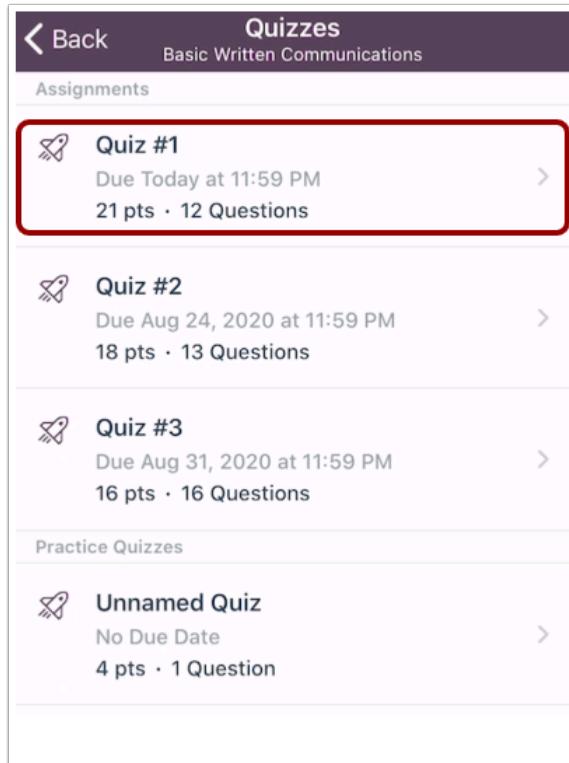 Back
Quizzes
Basic Written Communications
Assignments
Quiz #1
Due Today at 11:59 PM
21 pts · 12 Questions
Quiz #2
Due Aug 24, 2020 at 11:59 PM
18 pts · 13 Questions
Quiz #3
Due Aug 31, 2020 at 11:59 PM
16 pts · 16 Questions
Practice Quizzes
Unnamed Quiz
No Due Date
4 pts · 1 Question